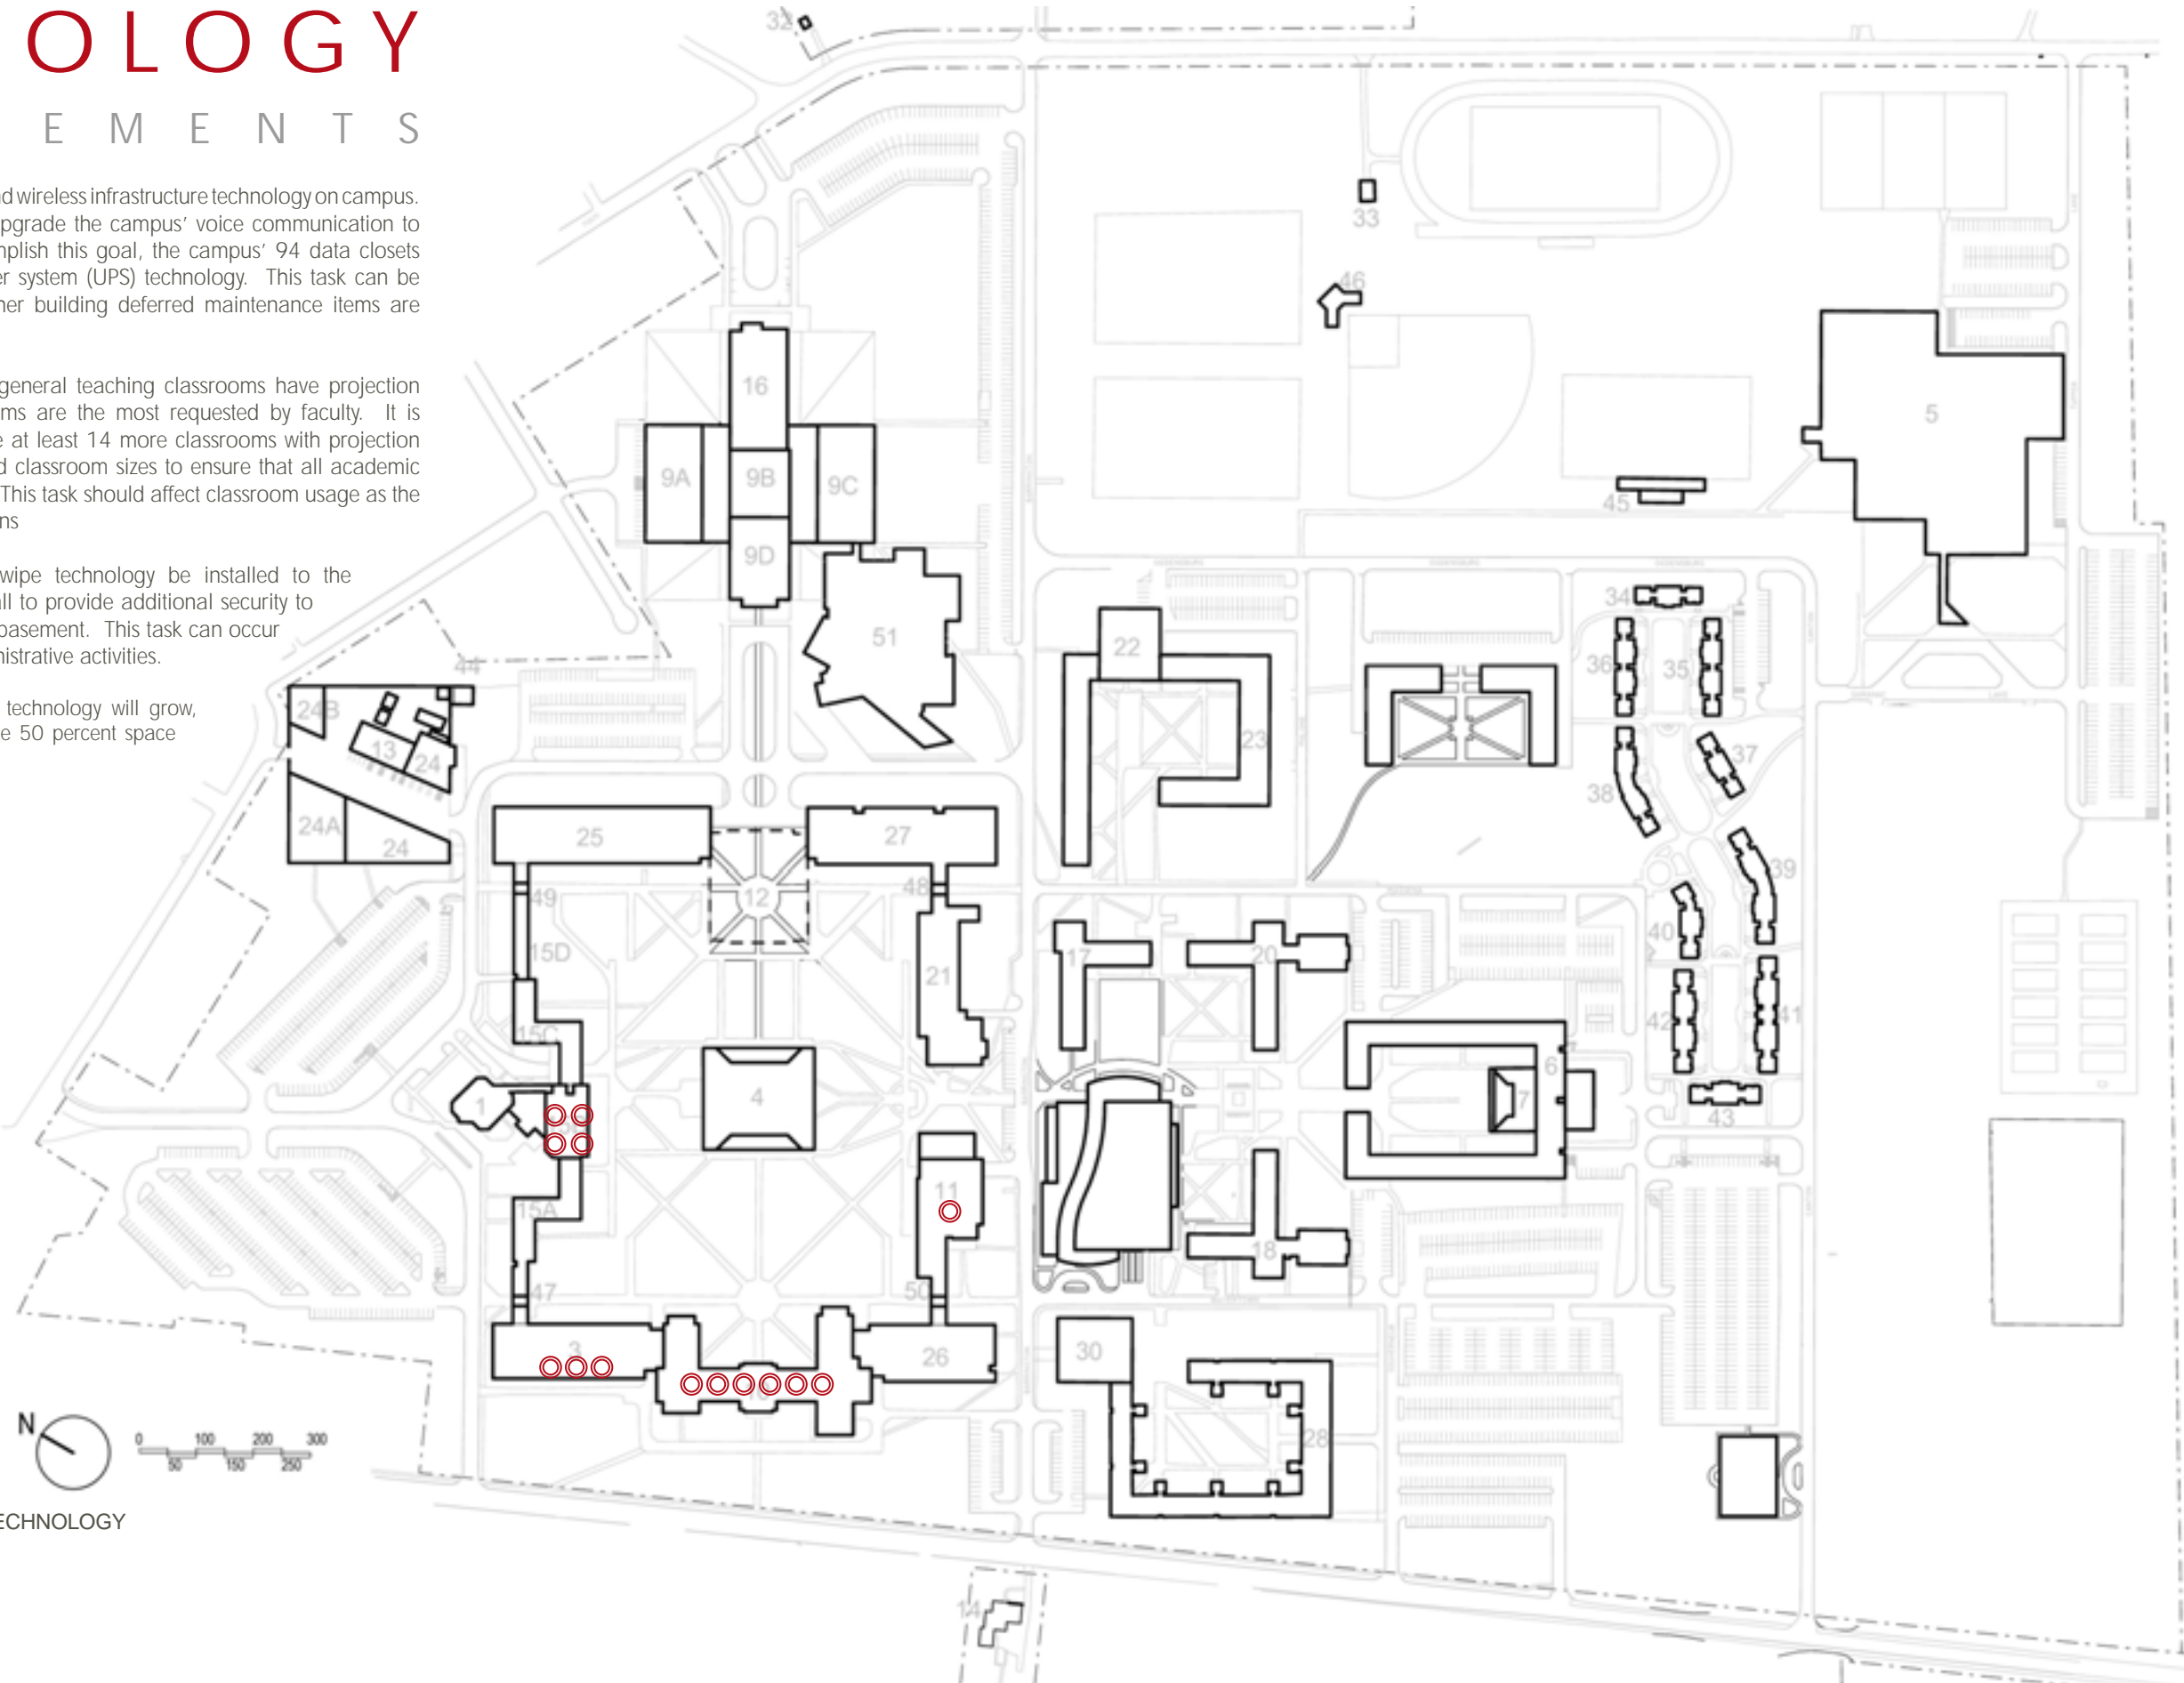 OLOGY
EMENTS
d wireless infrastructure technology on campus.
pgrade the campus' voice communication to
mplish this goal, the campus' 94 data closets
er system (UPS) technology. This task can be
her building deferred maintenance items are
general teaching classrooms have projection
ms are the most requested by faculty. It is
e at least 14 more classrooms with projection
d classroom sizes to ensure that all academic
This task should affect classroom usage as the
ns
wipe technology be installed to the
all to provide additional security to
basement. This task can occur
nistrative activities.
technology will grow,
e 50 percent space
32
33
46
16
5
9A
9B
9C
45
9D
34
51
22
36
35
44
24B
23
13
24
37
38
24A
24
25
27
39
12
48
49
40
15D
17
20
21
15C
42
41
6
4
1
7
43
11
15A
18
47
50
3
26
30
10
28
N
0 100 200 300
50 150 250
ECHNOLOGY
14